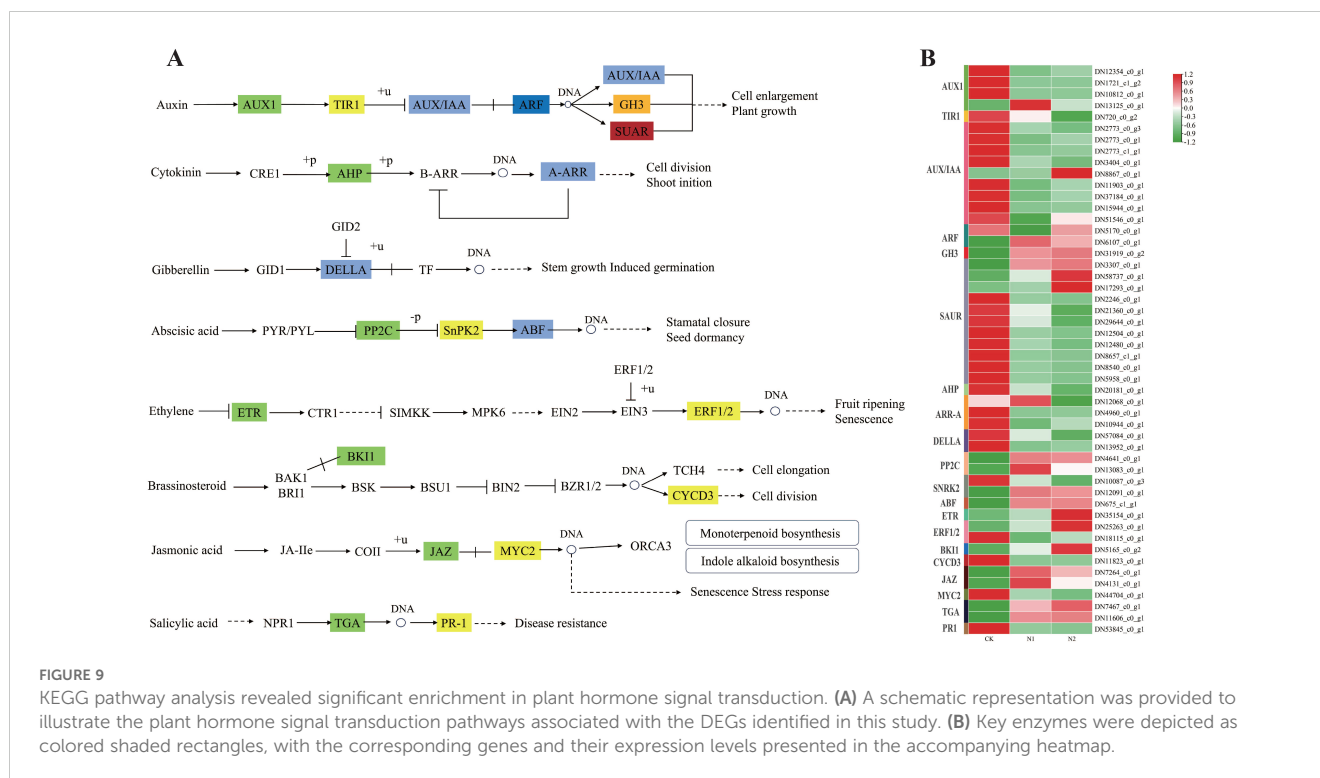 A
Auxin AUX1 TIR1 +u AUX/IAA ARF DNA AUX/IAA
GH3
SUAR
Cell enlargement
Plant growth
Cytokinin CRE1 +p AHP +p B-ARR DNA A-ARR
Cell division
Shoot inition
GID2
Gibberellin GID1 DELLA +u TF DNA Stem growth Induced germination
Abscisic acid PYR/PYL PP2C -p SnPK2 ABF DNA
Stamatal closure
Seed dormancy
ERF1/2
+u
Ethylene ETR CTR1 SIMKK MPK6 EIN2 EIN3 ERF1/2 DNA
Fruit ripening
Senescence
BKI1
Brassinosteroid BAK1
BRI1
BSK BSU1 BIN2 BZR1/2 DNA TCH4 Cell elongation
CYCD3 Cell division
Jasmonic acid JA-IIe COII +u JAZ MYC2 DNA ORCA3
Monoterpenoid bosynthesis
Indole alkaloid bosynthesis
Senescence Stress response
Salicylic acid NPR1 TGA DNA PR-1 Disease resistance
B
AUX1
TIR1
AUX/IAA
ARF
GH3
SAUR
AHP
ARR-A
DELLA
PP2C
SNRK2
ABF
ETR
ERF1/2
BKI1
CYCD3
JAZ
MYC2
TGA
PR1
DN12354_c0_g1
DN1721_c1_g2
DN10812_c0_g1
DN13125_c0_g1
DN720_c0_g2
DN2773_c0_g3
DN2773_c0_g1
DN2773_c1_g1
DN3404_c0_g1
DN8867_c0_g1
DN11903_c0_g1
DN37184_c0_g1
DN15944_c0_g1
DN51546_c0_g1
DN5170_c0_g1
DN6107_c0_g1
DN31919_c0_g2
DN3307_c0_g1
DN58737_c0_g1
DN17293_c0_g1
DN2246_c0_g1
DN21360_c0_g1
DN29644_c0_g1
DN12504_c0_g1
DN12480_c0_g1
DN8657_c1_g1
DN8540_c0_g1
DN5958_c0_g1
DN20181_c0_g1
DN12068_c0_g1
DN4960_c0_g1
DN10944_c0_g1
DN57084_c0_g1
DN13952_c0_g1
DN4641_c0_g1
DN13083_c0_g1
DN10087_c0_g3
DN12091_c0_g1
DN675_c1_g1
DN35154_c0_g1
DN25263_c0_g1
DN18115_c0_g1
DN5165_c0_g2
DN11823_c0_g1
DN7264_c0_g1
DN4131_c0_g1
DN44704_c0_g1
DN7467_c0_g1
DN11606_c0_g1
DN53845_c0_g1
CK N1 N2
1.2
0.9
0.6
0.3
0
-0.3
-0.6
-0.9
-1.2
FIGURE 9
KEGG pathway analysis revealed significant enrichment in plant hormone signal transduction. (A) A schematic representation was provided to
illustrate the plant hormone signal transduction pathways associated with the DEGs identified in this study. (B) Key enzymes were depicted as
colored shaded rectangles, with the corresponding genes and their expression levels presented in the accompanying heatmap.